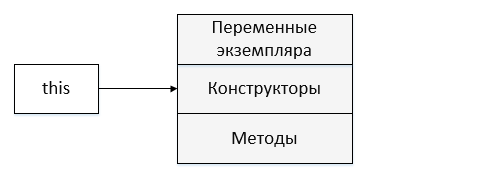 Переменные
экземпляра
this
Конструкторы
Методы